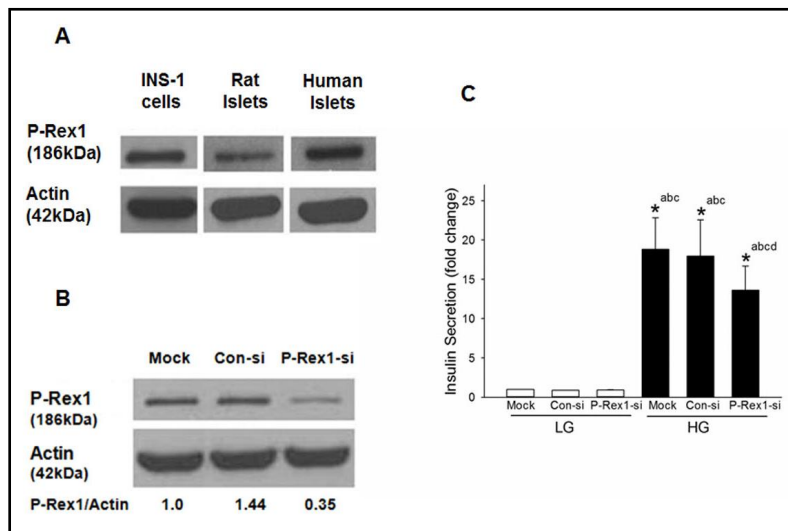 A
INS-1 cells
Rat Islets
Human Islets
P-Rex1
(186kDa)
Actin
(42kDa)
B
Mock Con-si P-Rex1-si
P-Rex1
(186kDa)
Actin
(42kDa)
P-Rex1/Actin 1.0 1.44 0.35
C
Insulin Secretion (fold change)
30
25
20
15
10
5
0
*abc *abc *abcd
Mock Con-si P-Rex1-si Mock Con-si P-Rex1-si
LG HG